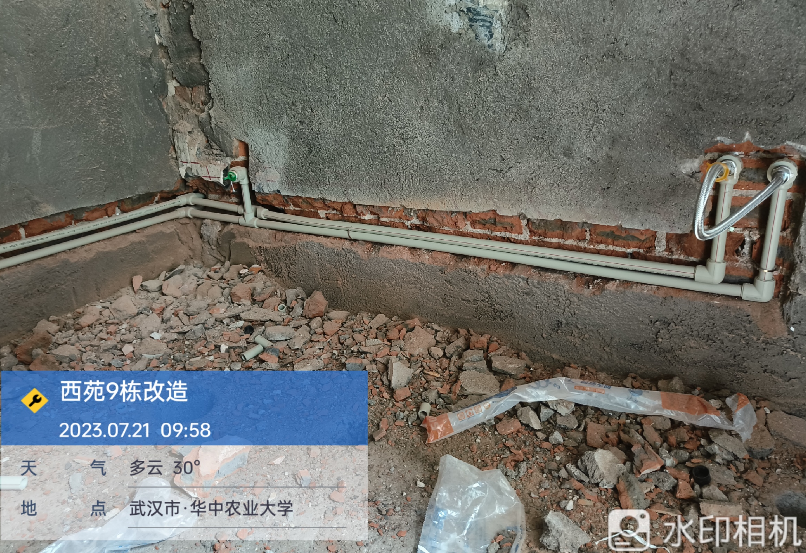 西苑9栋改造
2023.07.21 09:58
天 气 多云 30°
地 点 武汉市·华中农业大学
水印相机